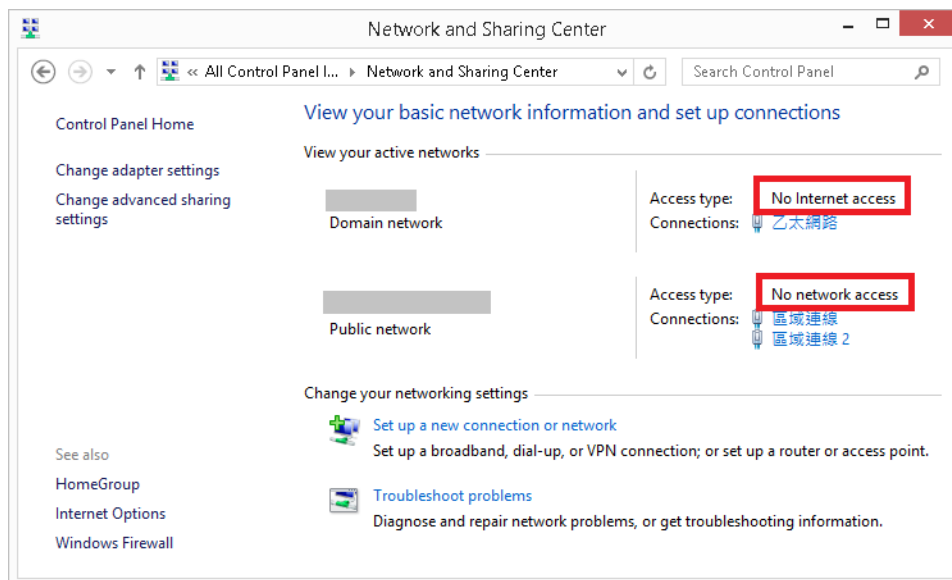 Network and Sharing Center
« All Control Panel I... ▸ Network and Sharing Center
Search Control Panel
Control Panel Home
Change adapter settings
Change advanced sharing
settings
See also
HomeGroup
Internet Options
Windows Firewall
View your basic network information and set up connections
View your active networks
Domain network
Access type: No Internet access
Connections: 乙太網路
Public network
Access type: No network access
Connections: 區域連線
區域連線 2
Change your networking settings
Set up a new connection or network
Set up a broadband, dial-up, or VPN connection; or set up a router or access point.
Troubleshoot problems
Diagnose and repair network problems, or get troubleshooting information.